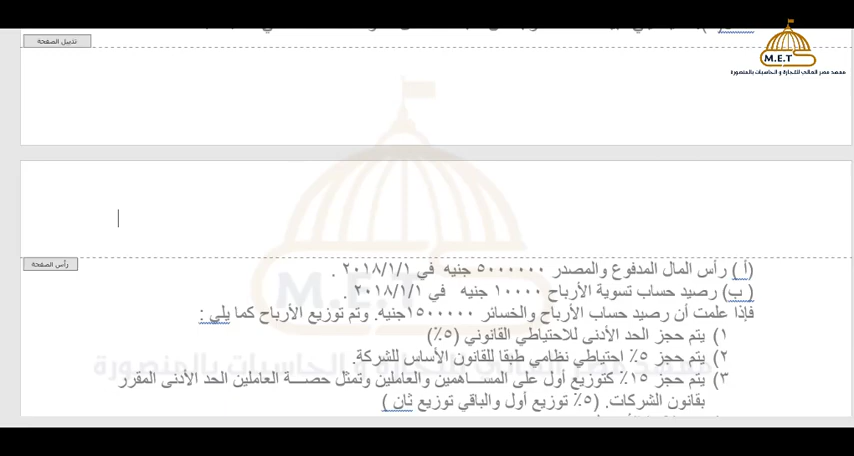 تذييل الصفحة
M.E.T
معهد مصر العالي للتجارة و الحاسبات بالمنصورة
رأس الصفحة
(أ ) رأس المال المدفوع والمصدر ٥٠٠٠٠٠٠ جنيه في ٢٠١٨/١/١ .
( ب) رصيد حساب تسوية الأرباح ١٠٠٠٠ جنيه في ٢٠١٨/١/١ .
فإذا علمت أن رصيد حساب الأرباح والخسائر ١٥٠٠٠٠٠جنيه. وتم توزيع الأرباح كما يلي :
١) يتم حجز الحد الأدنى للاحتياطي القانوني (٥٪)
٢) يتم حجز ٥٪ احتياطي نظامي طبقا للقانون الأساس للشركة.
٣) يتم حجز ١٥٪ كتوزيع أول على المساهمين والعاملين وتمثل حصة العاملين الحد الأدنى المقرر
بقانون الشركات. (٥٪ توزيع أول والباقي توزيع ثان )